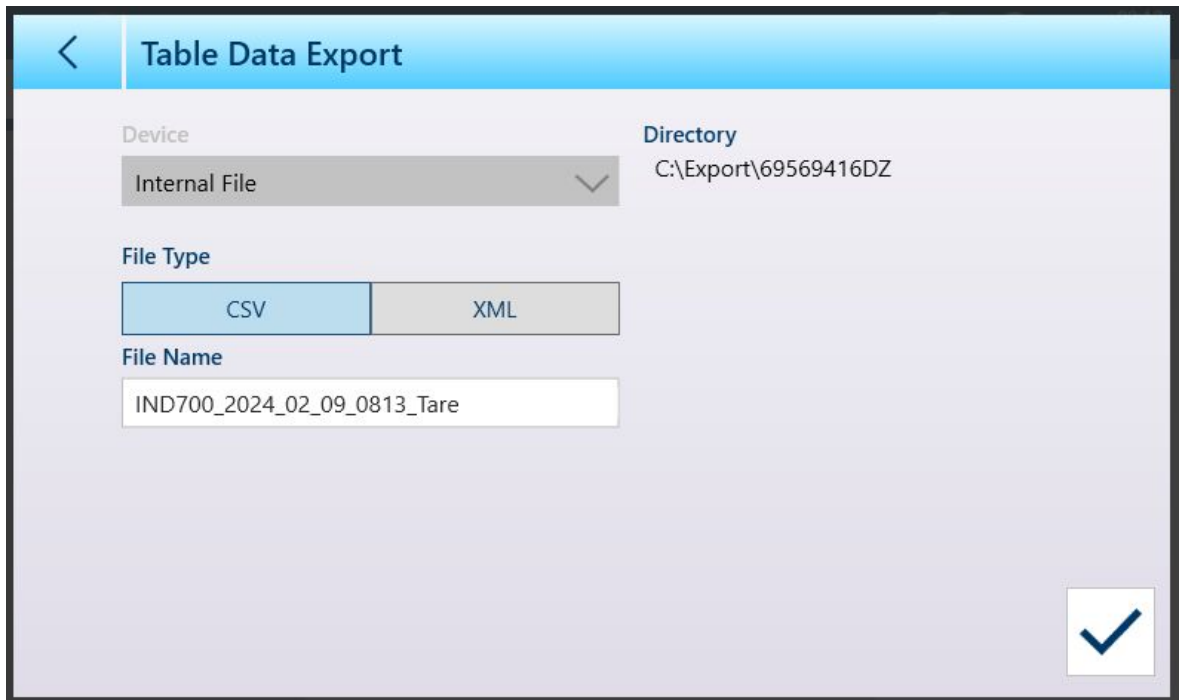 Table Data Export
Device
Internal File
Directory
C:\Export\69569416DZ
File Type
CSV
XML
File Name
IND700_2024_02_09_0813_Tare